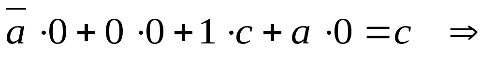 a̅ ·0 + 0 ·0 + 1 ·c + a ·0 = c ⇒